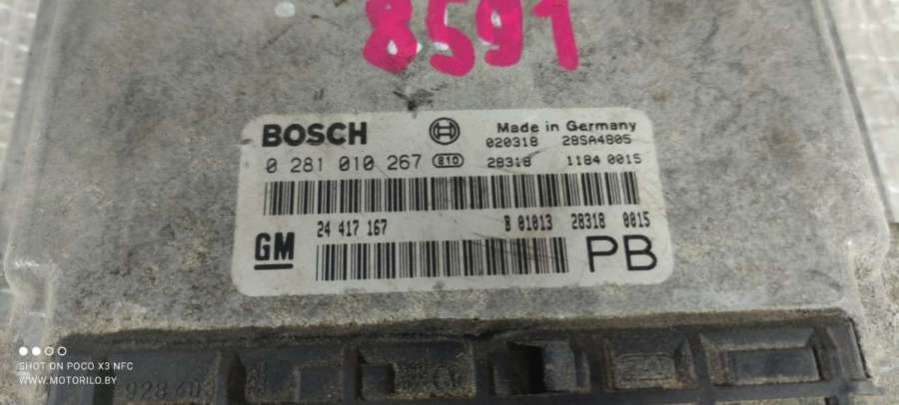 8591
BOSCH Made in Germany
020318 28SA4805
0 281 010 267 e10 28318 1184 0015
24 417 167 B 01013 28318 0015
GM PB
SHOT ON POCO X3 NFC
WWW.MOTORILO.BY